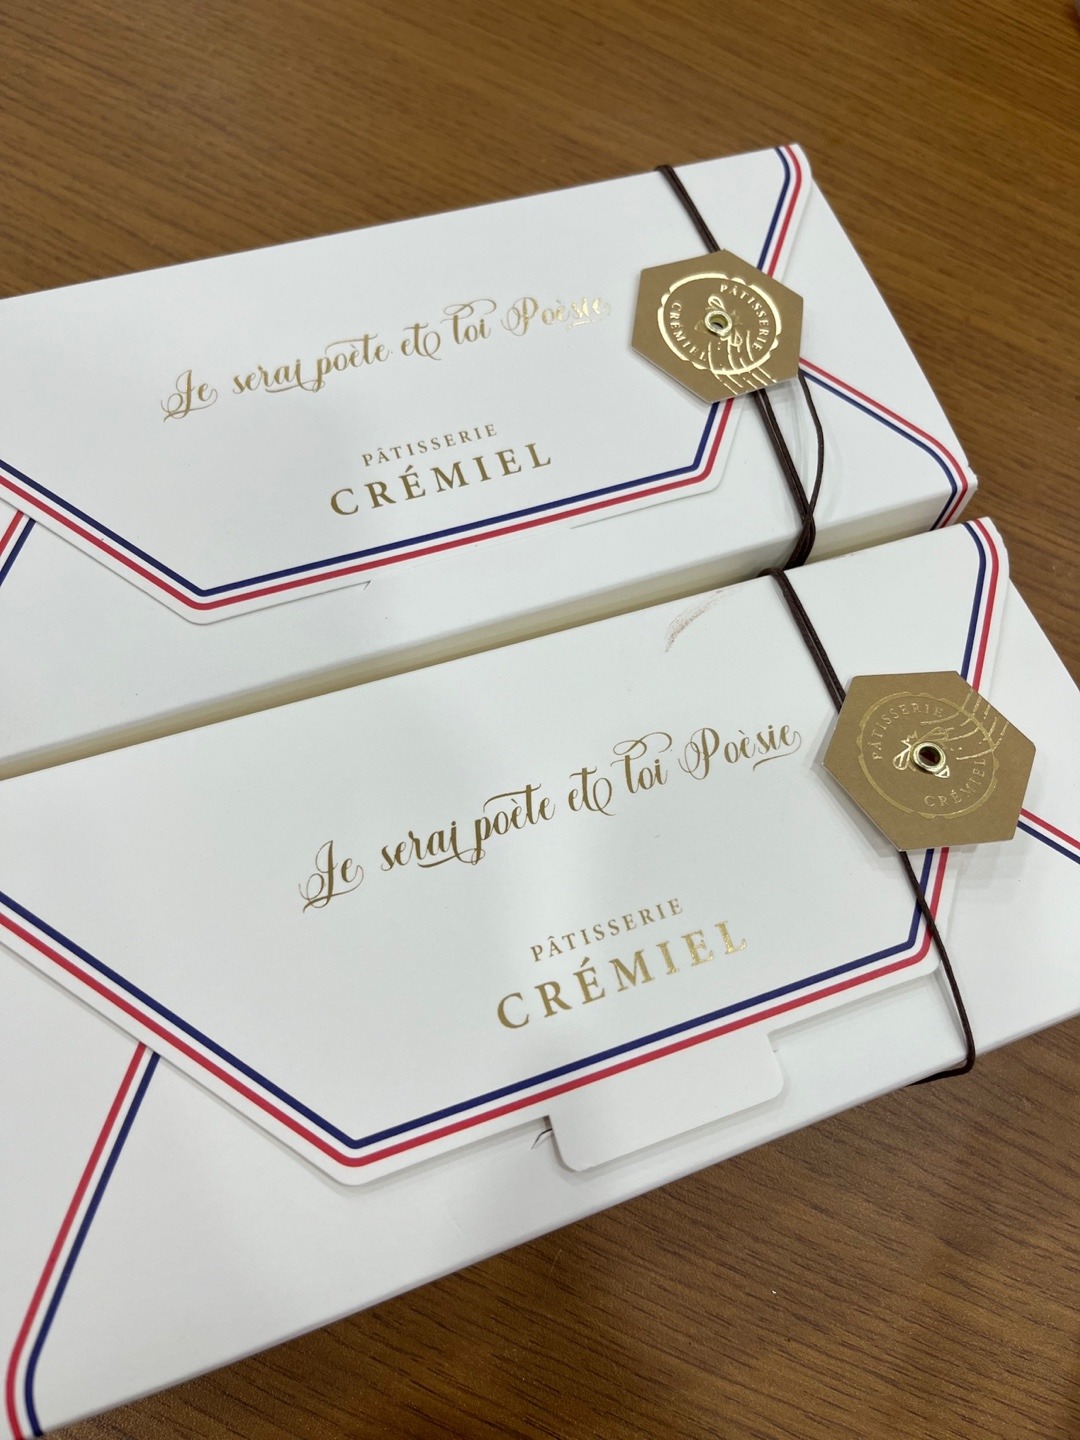 Je serai poète et toi Poèsie
PÂTISSERIE
CRÉMIEL
PÂTISSERIE
CRÉMIEL
Je serai poète et toi Poèsie
PÂTISSERIE
CRÉMIEL
PÂTISSERIE
CRÉMIEL